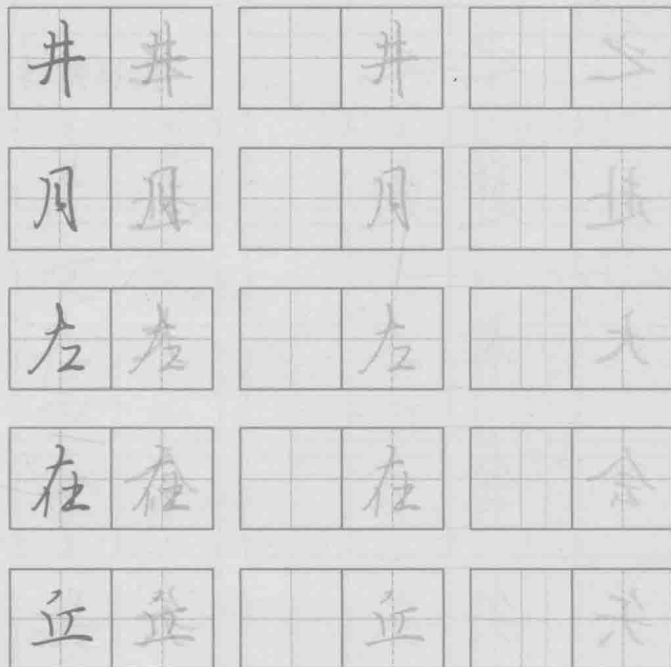 井 井 井
月 月 月
左 左 左
在 在 在
丘 丘 丘